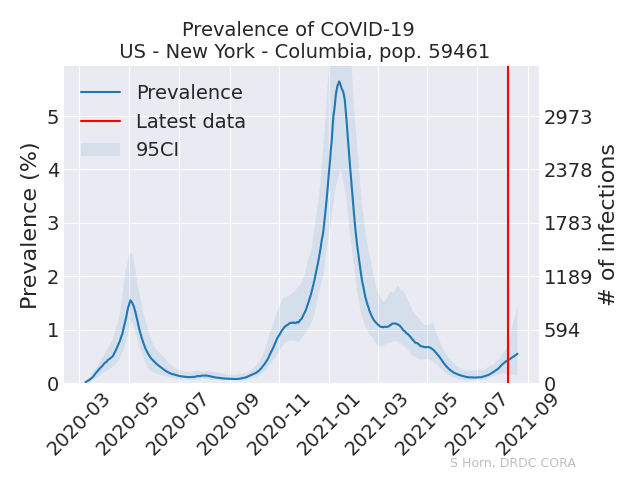 Prevalence of COVID-19
US - New York - Columbia, pop. 59461
Prevalence
Latest data
95CI
Prevalence (%)
5
4
3
2
1
0
2973
2378
1783
1189
594
0
# of infections
2020-03
2020-05
2020-07
2020-09
2020-11
2021-01
2021-03
2021-05
2021-07
2021-09
S Horn, DRDC CORA